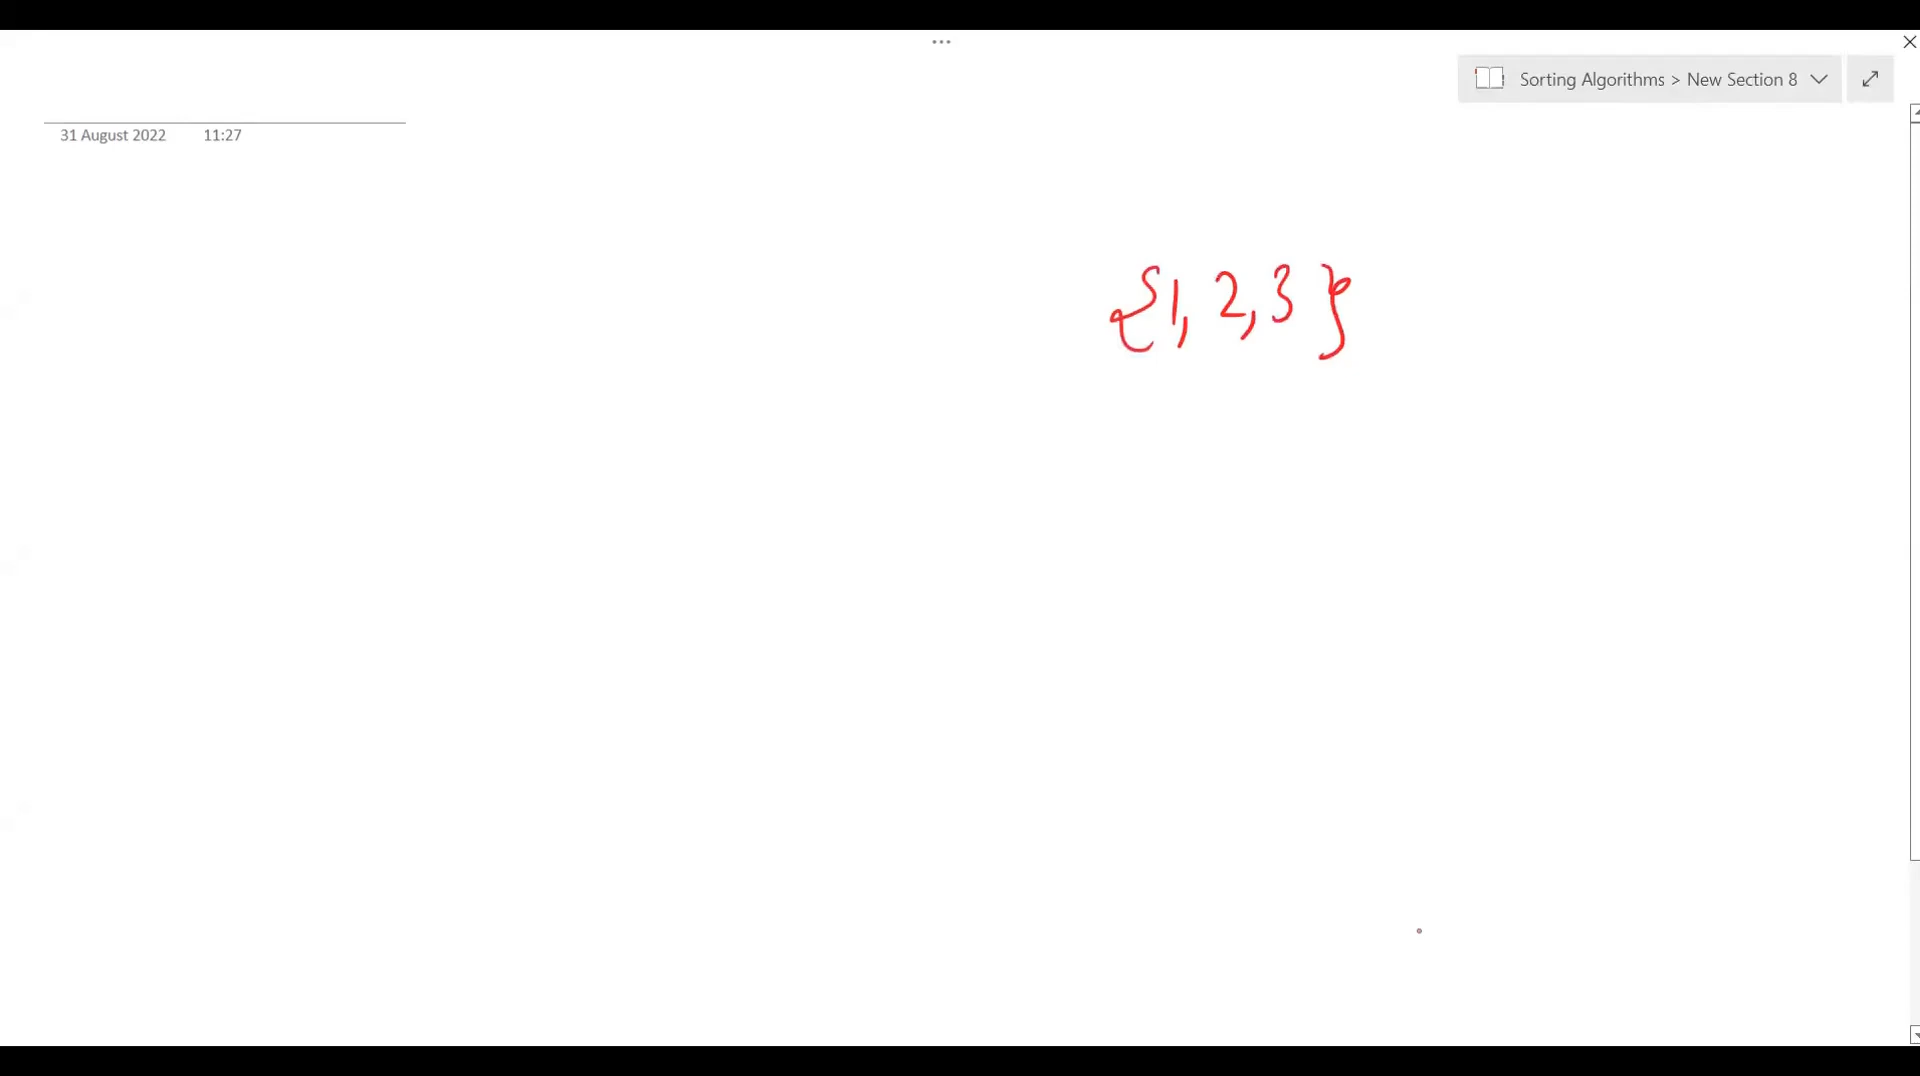 Sorting Algorithms > New Section 8
31 August 2022 11:27
{1, 2, 3}